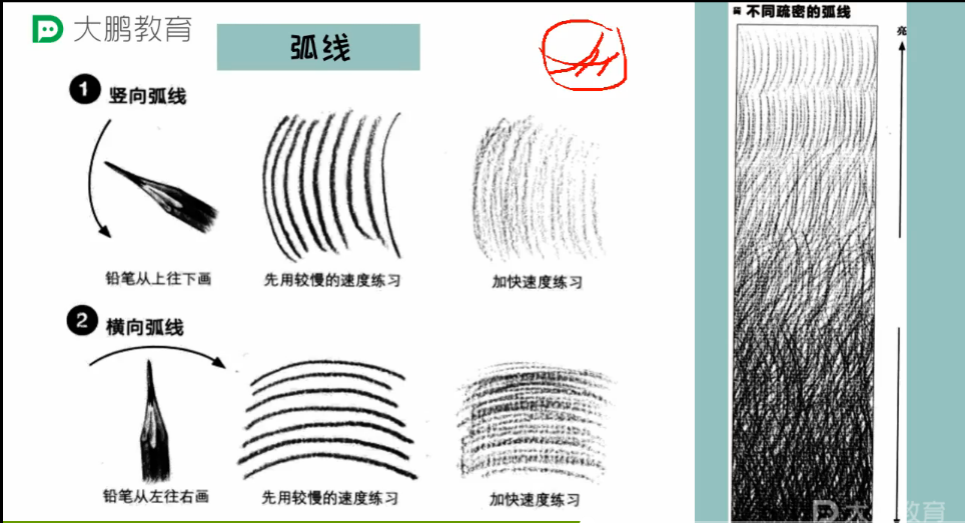 大鹏教育
弧线
不同疏密的弧线
亮
1 竖向弧线
铅笔从上往下画
先用较慢的速度练习
加快速度练习
2 横向弧线
铅笔从左往右画
先用较慢的速度练习
加快速度练习
大鹏教育